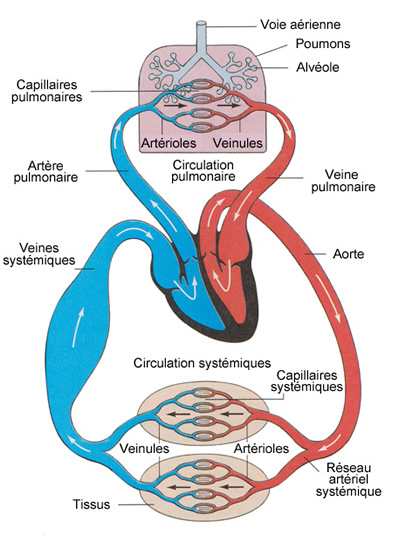 Voie aérienne
Poumons
Alvéole
Capillaires
pulmonaires
Artérioles
Veinules
Artère
pulmonaire
Circulation
pulmonaire
Veine
pulmonaire
Veines
systémiques
Aorte
Circulation systémiques
Capillaires
systémiques
Veinules
Artérioles
Réseau
artériel
systémique
Tissus